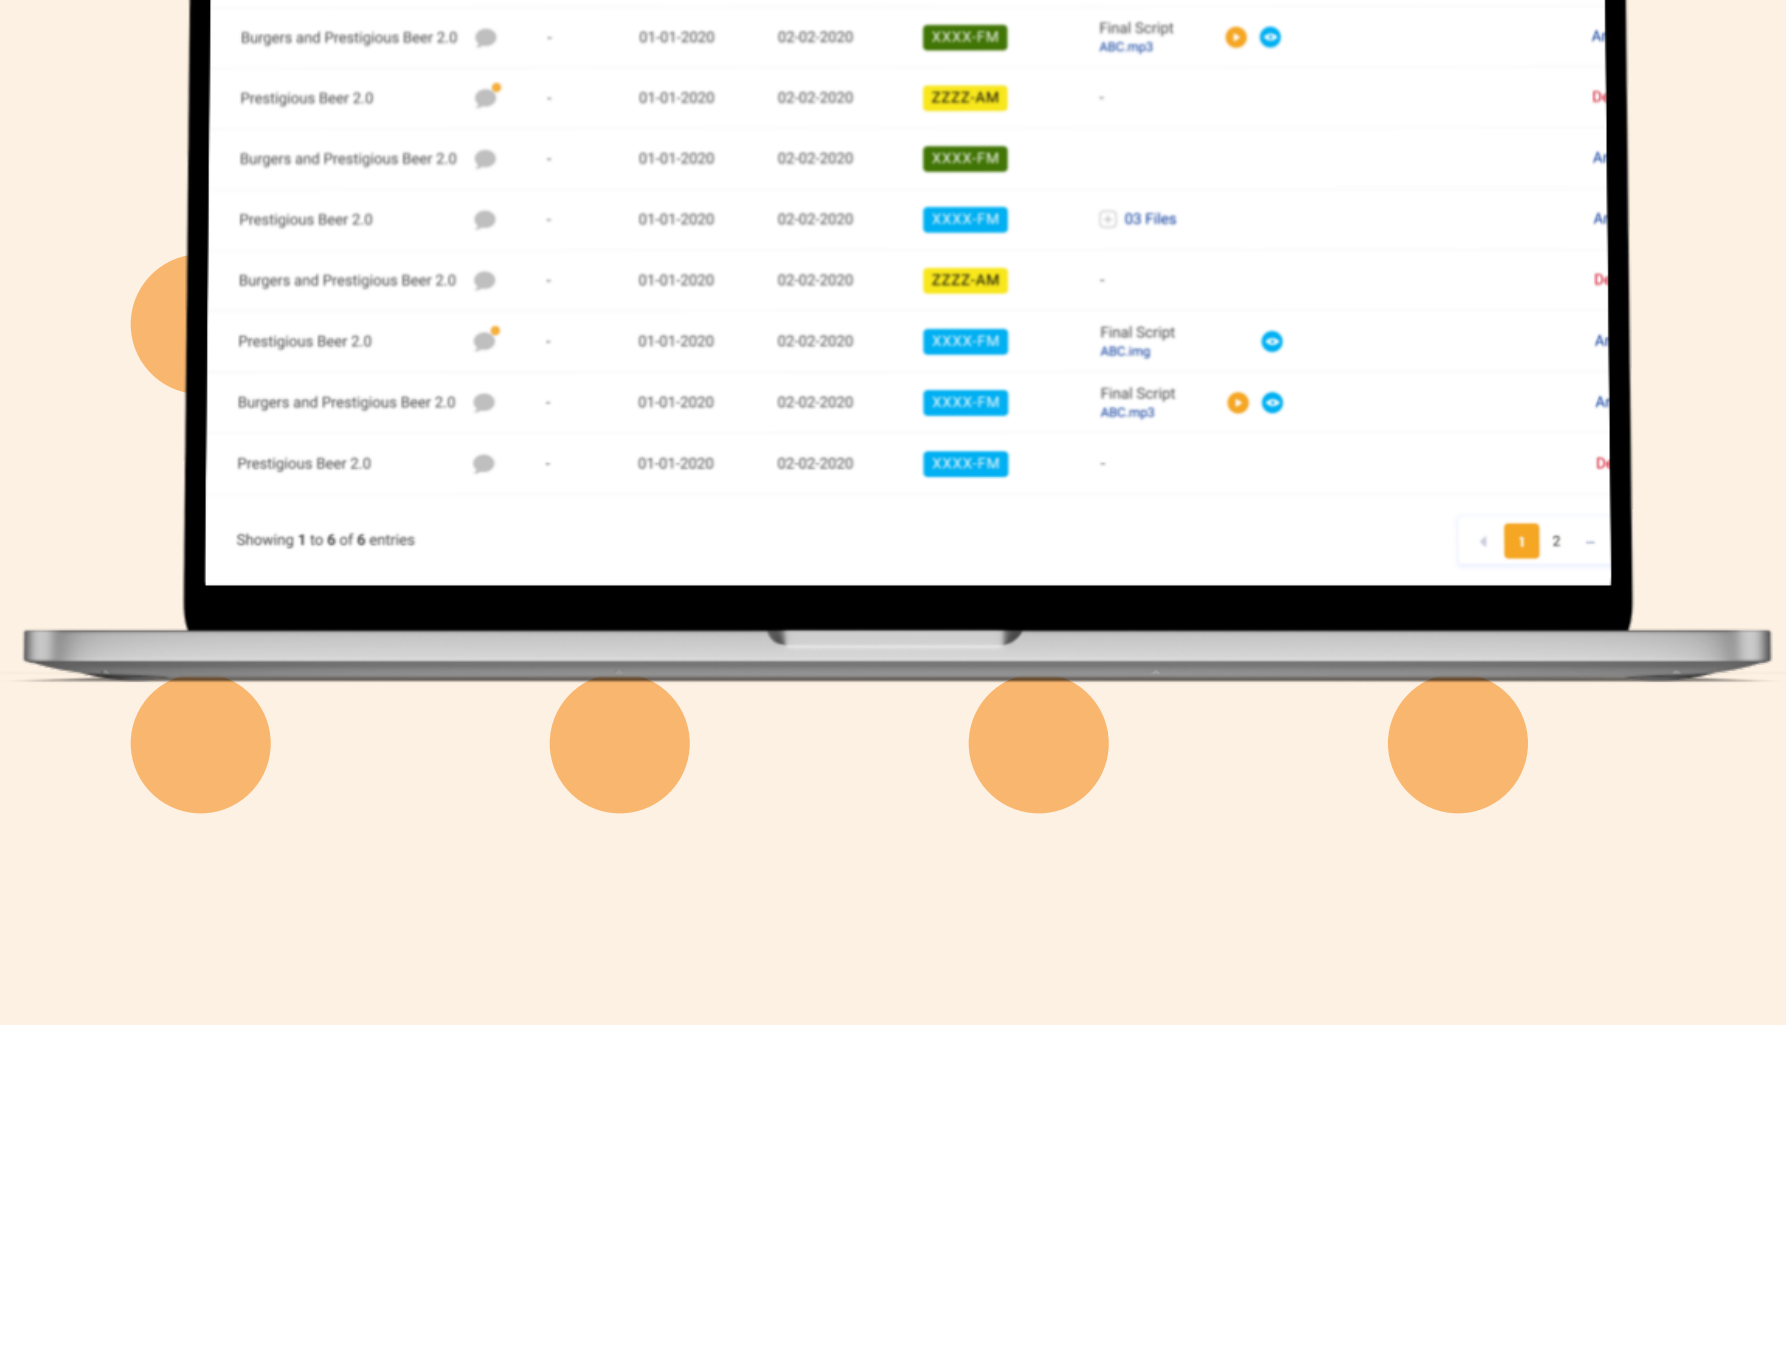 Burgers and Prestigious Beer 2.0 - 01-01-2020 02-02-2020 XXXX-FM Final Script
ABC.mp3
Prestigious Beer 2.0 - 01-01-2020 02-02-2020 ZZZZ-AM -
Burgers and Prestigious Beer 2.0 - 01-01-2020 02-02-2020 XXXX-FM
Prestigious Beer 2.0 - 01-01-2020 02-02-2020 XXXX-FM 03 Files
Burgers and Prestigious Beer 2.0 - 01-01-2020 02-02-2020 ZZZZ-AM -
Prestigious Beer 2.0 - 01-01-2020 02-02-2020 XXXX-FM Final Script
ABC.img
Burgers and Prestigious Beer 2.0 - 01-01-2020 02-02-2020 XXXX-FM Final Script
ABC.mp3
Prestigious Beer 2.0 - 01-01-2020 02-02-2020 XXXX-FM -
Showing 1 to 6 of 6 entries 1 2 --